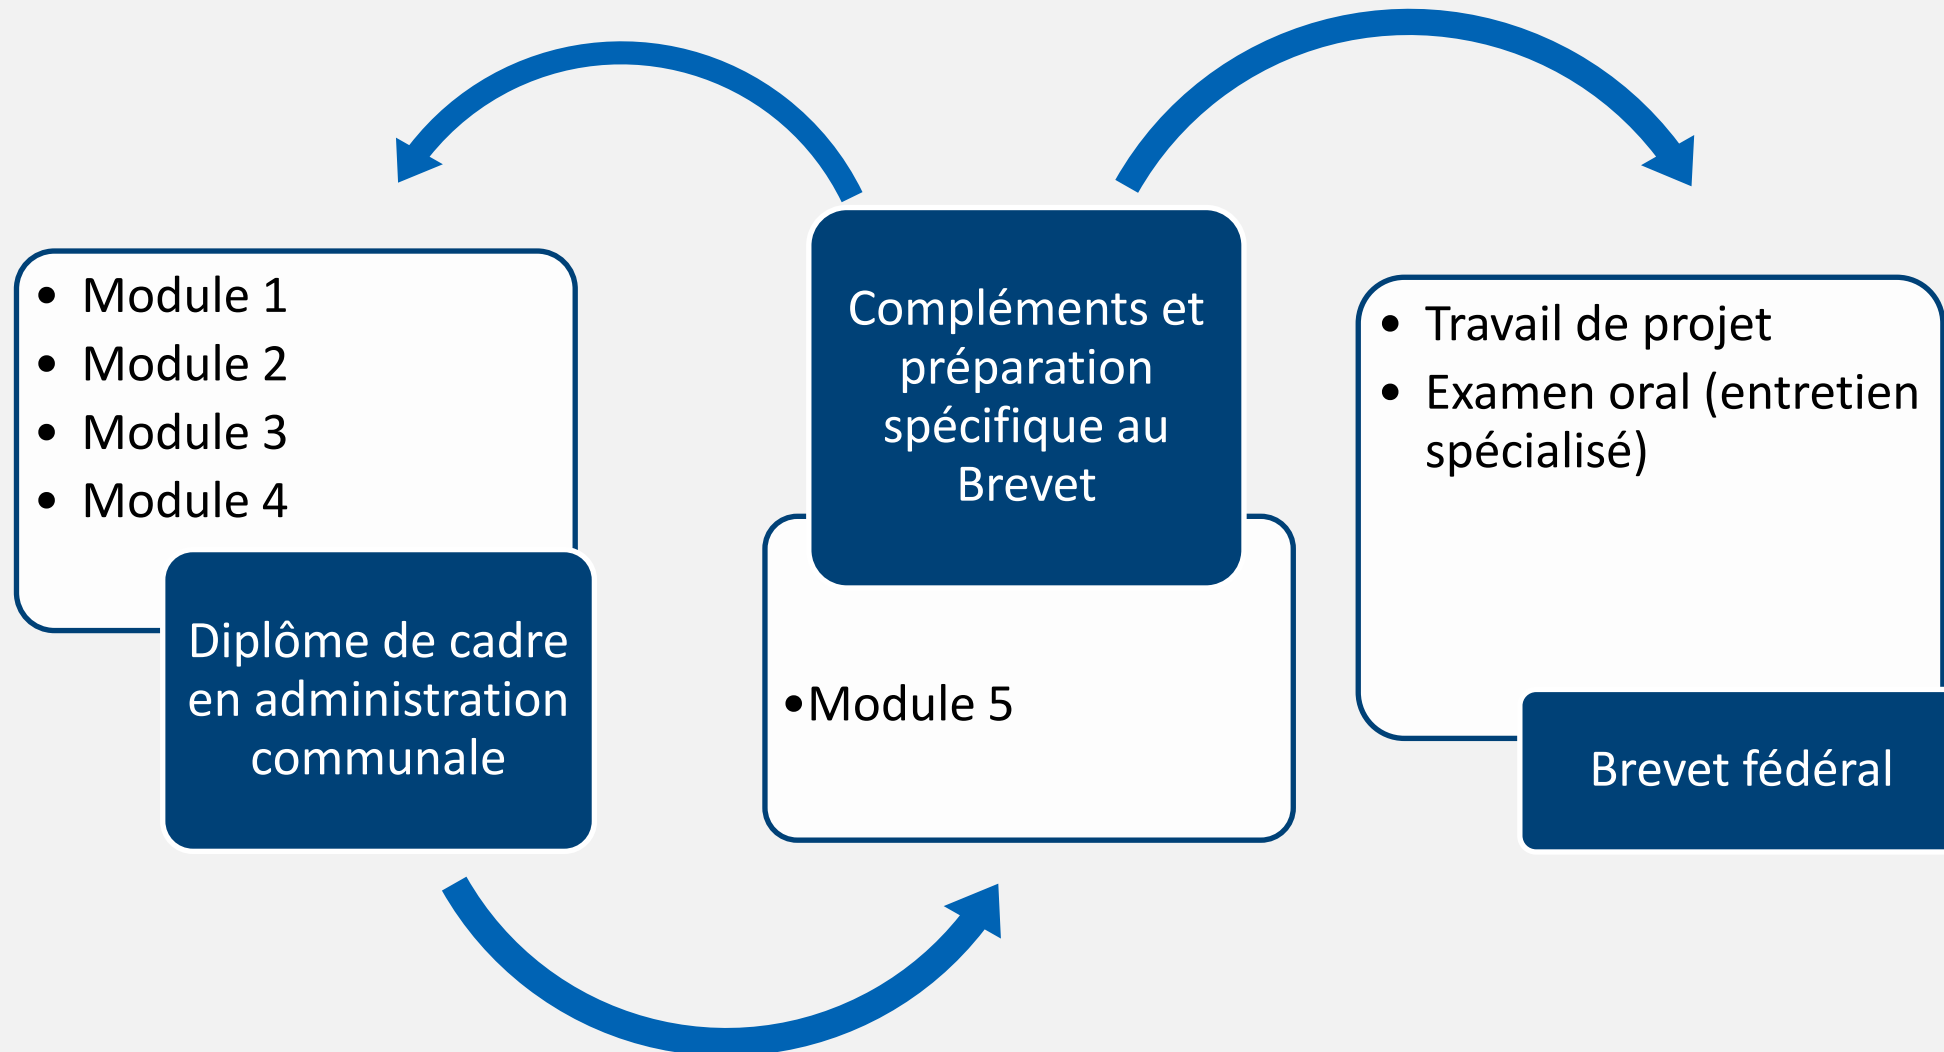 • Module 1
• Module 2
• Module 3
• Module 4
Diplôme de cadre
en administration
communale
Compléments et
préparation
spécifique au
Brevet
•Module 5
• Travail de projet
• Examen oral (entretien
spécialisé)
Brevet fédéral